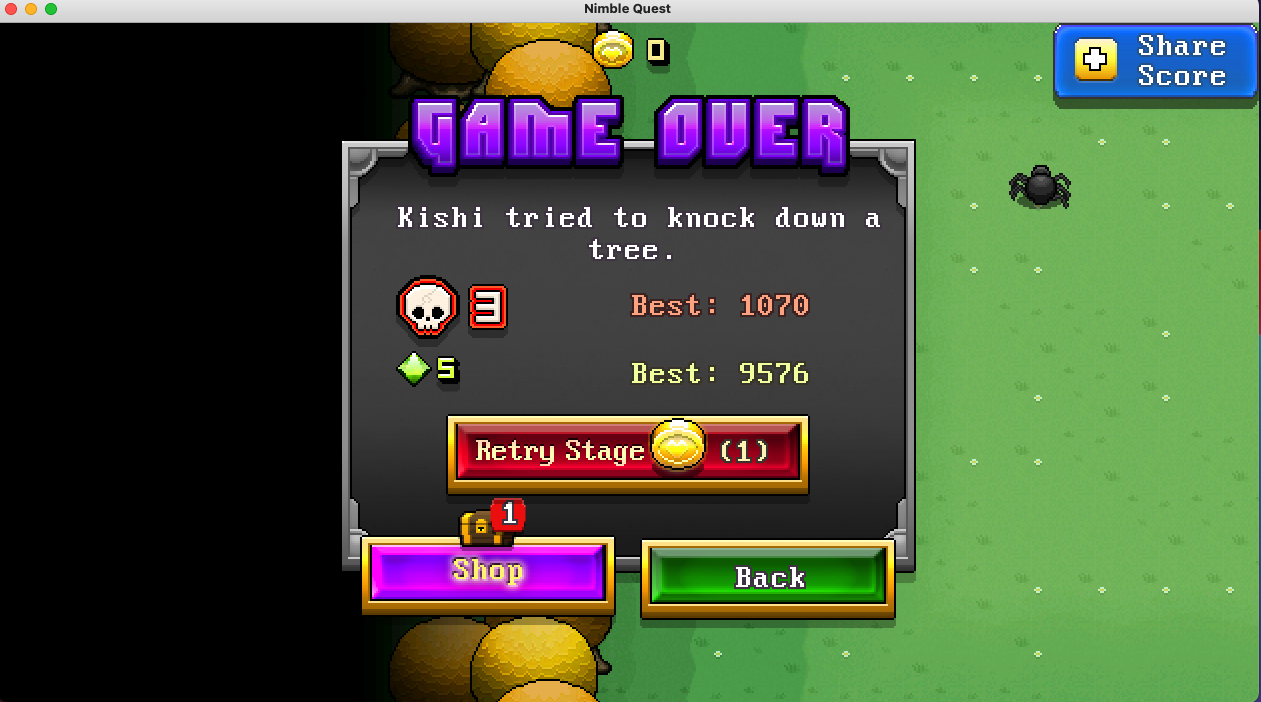 Nimble Quest
0
Share
Score
GAME OVER
Kishi tried to knock down a
tree.
3
Best: 1070
5
Best: 9576
Retry Stage (1)
1
Shop
Back